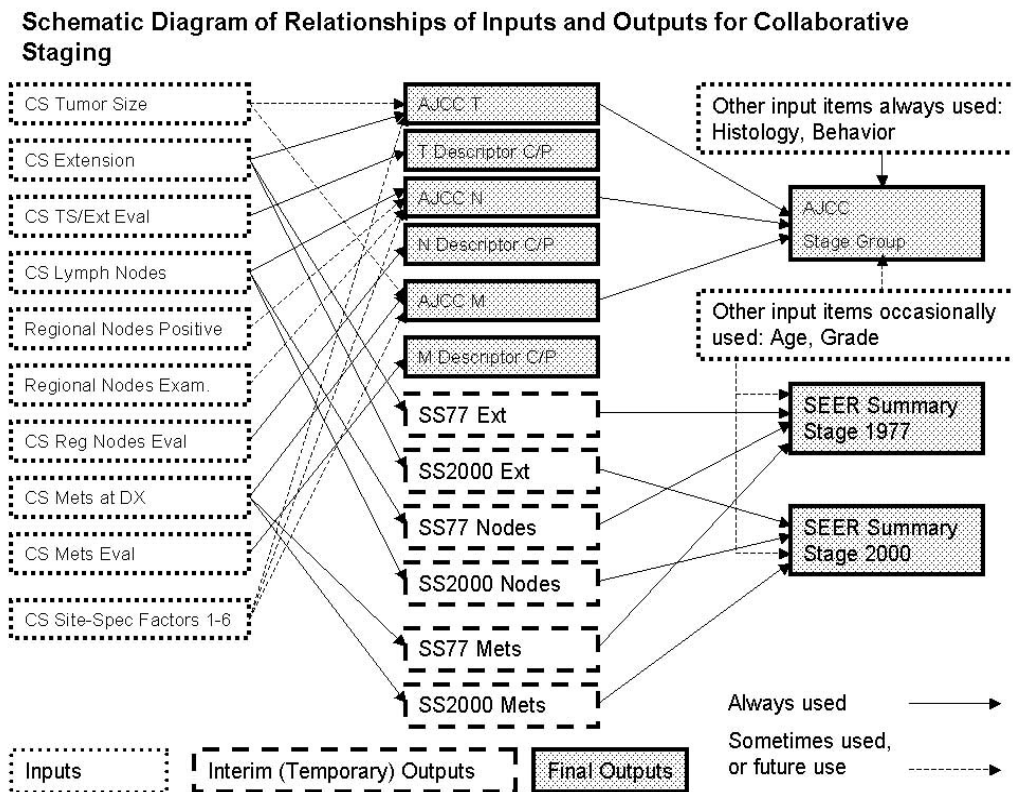 Schematic Diagram of Relationships of Inputs and Outputs for Collaborative
Staging
CS Tumor Size
CS Extension
CS TS/Ext Eval
CS Lymph Nodes
Regional Nodes Positive
Regional Nodes Exam.
CS Reg Nodes Eval
CS Mets at DX
CS Mets Eval
CS Site-Spec Factors 1-6
AJCC T
T Descriptor C/P
AJCC N
N Descriptor C/P
AJCC M
M Descriptor C/P
SS77 Ext
SS2000 Ext
SS77 Nodes
SS2000 Nodes
SS77 Mets
SS2000 Mets
Other input items always used:
Histology, Behavior
AJCC
Stage Group
Other input items occasionally
used: Age, Grade
SEER Summary
Stage 1977
SEER Summary
Stage 2000
Always used
Sometimes used,
or future use
Inputs
Interim (Temporary) Outputs
Final Outputs